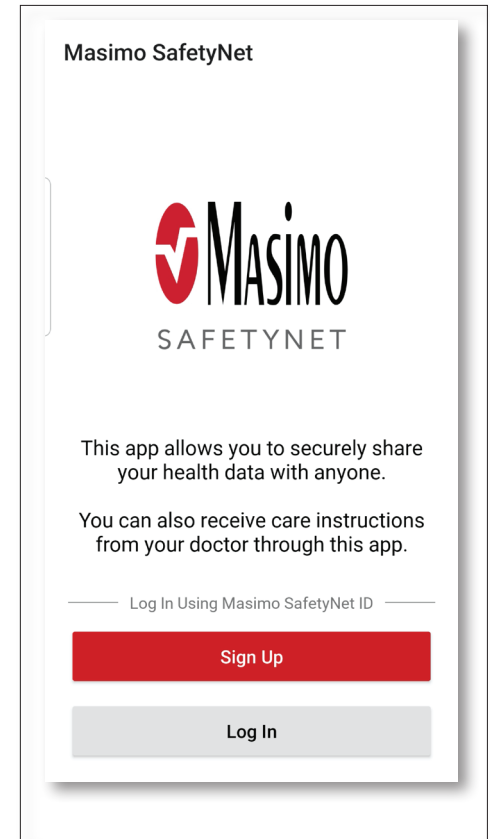 Masimo SafetyNet
MASIMO
SAFETYNET
This app allows you to securely share
your health data with anyone.
You can also receive care instructions
from your doctor through this app.
Log In Using Masimo SafetyNet ID
Sign Up
Log In